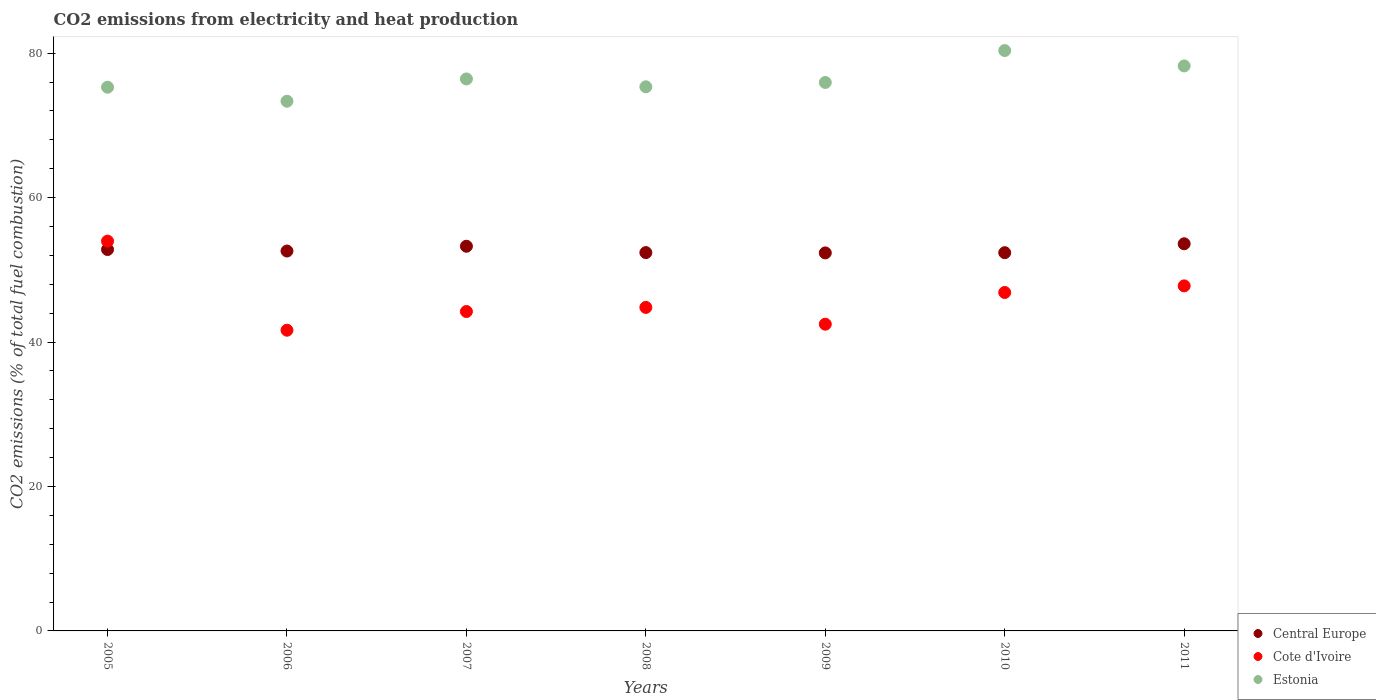 CO2 emissions from electricity and heat production
CO2 emissions (% of total fuel combustion)
80
60
40
20
0
2005
2006
2007
2008
2009
2010
2011
Years
Central Europe
Cote d'Ivoire
Estonia